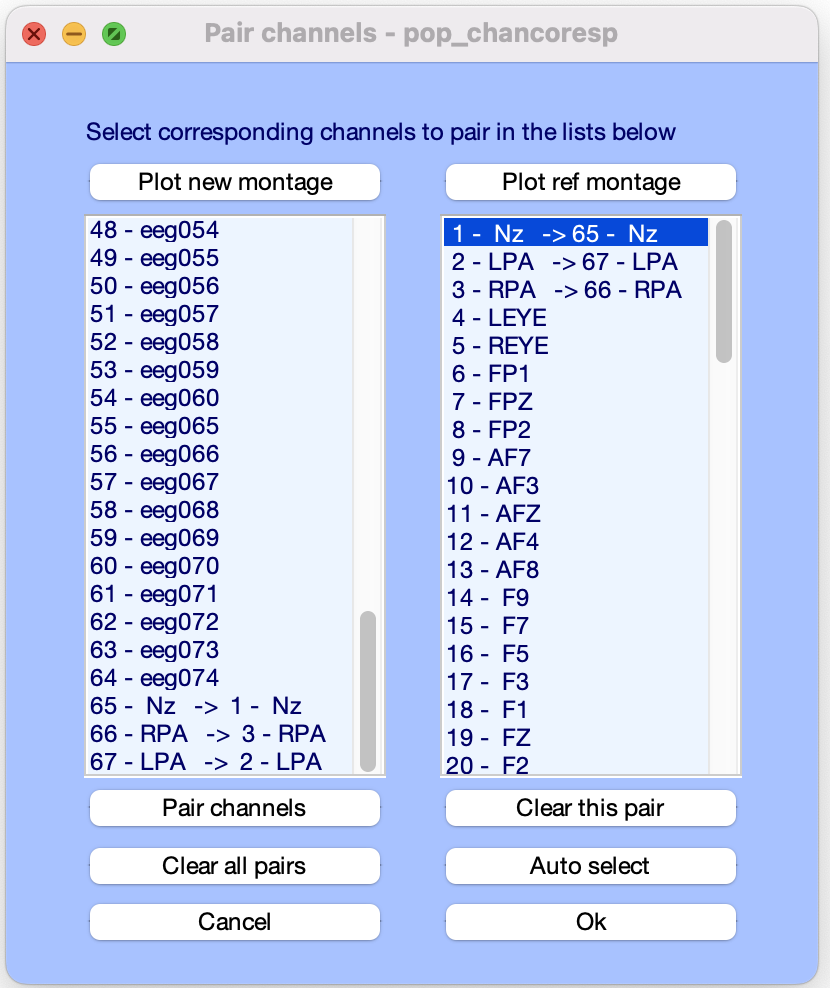 Pair channels - pop_chancoresp
Select corresponding channels to pair in the lists below
Plot new montage
48 - eeg054
49 - eeg055
50 - eeg056
51 - eeg057
52 - eeg058
53 - eeg059
54 - eeg060
55 - eeg065
56 - eeg066
57 - eeg067
58 - eeg068
59 - eeg069
60 - eeg070
61 - eeg071
62 - eeg072
63 - eeg073
64 - eeg074
65 - Nz -> 1 - Nz
66 - RPA -> 3 - RPA
67 - LPA -> 2 - LPA
Plot ref montage
1 - Nz -> 65 - Nz
2 - LPA -> 67 - LPA
3 - RPA -> 66 - RPA
4 - LEYE
5 - REYE
6 - FP1
7 - FPZ
8 - FP2
9 - AF7
10 - AF3
11 - AFZ
12 - AF4
13 - AF8
14 - F9
15 - F7
16 - F5
17 - F3
18 - F1
19 - FZ
20 - F2
Pair channels
Clear this pair
Clear all pairs
Auto select
Cancel
Ok